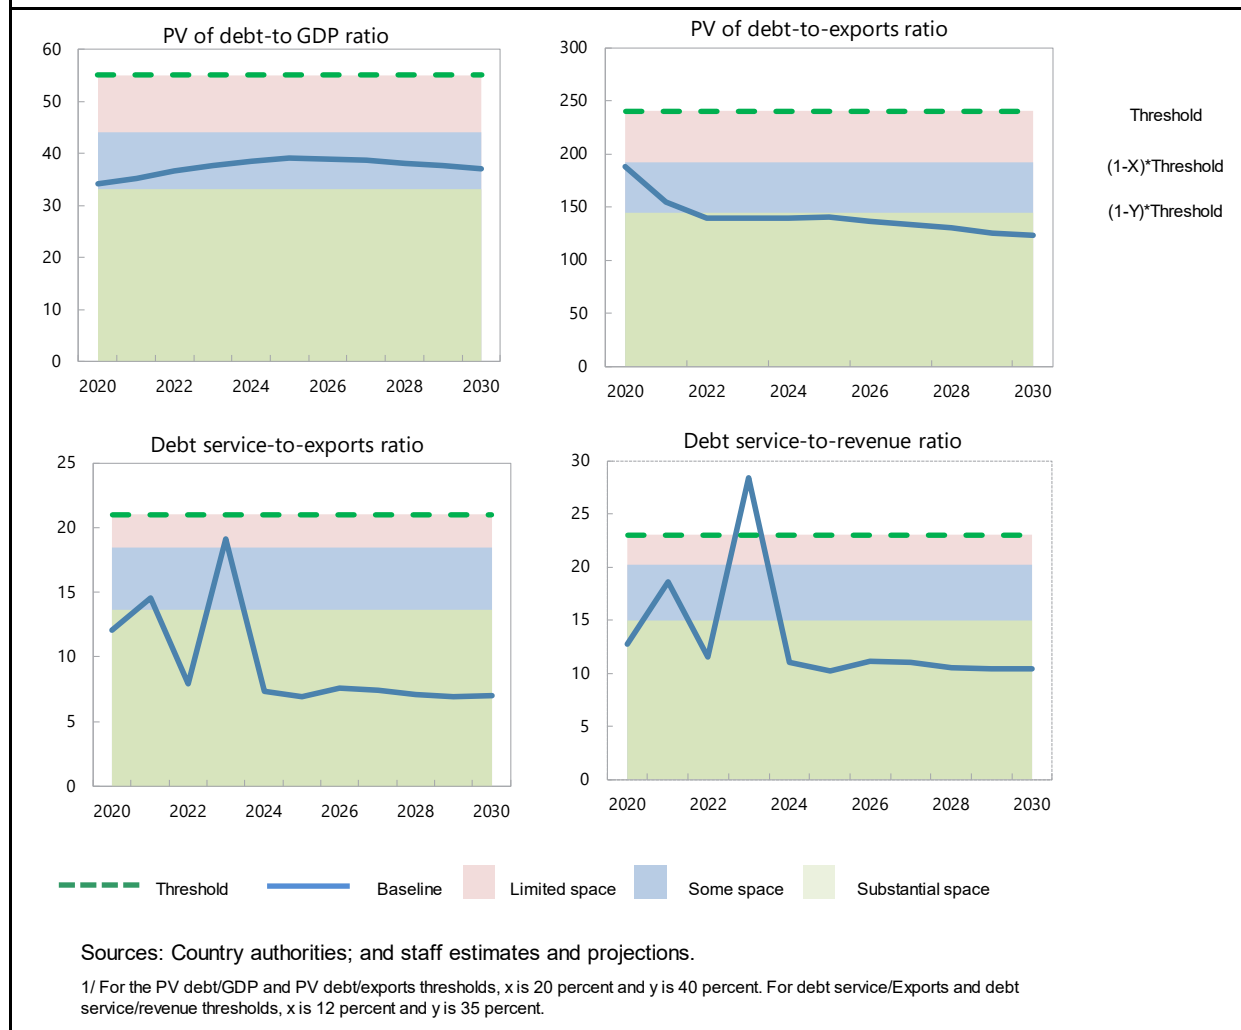 PV of debt-to GDP ratio
60
50
40
30
20
10
0
2020 2022 2024 2026 2028 2030
PV of debt-to-exports ratio
300
250
200
150
100
50
0
2020 2022 2024 2026 2028 2030
Threshold
(1-X)*Threshold
(1-Y)*Threshold
Debt service-to-exports ratio
25
20
15
10
5
0
2020 2022 2024 2026 2028 2030
Debt service-to-revenue ratio
30
25
20
15
10
5
0
2020 2022 2024 2026 2028 2030
Threshold Baseline Limited space Some space Substantial space
Sources: Country authorities; and staff estimates and projections.
1/ For the PV debt/GDP and PV debt/exports thresholds, x is 20 percent and y is 40 percent. For debt service/Exports and debt
service/revenue thresholds, x is 12 percent and y is 35 percent.